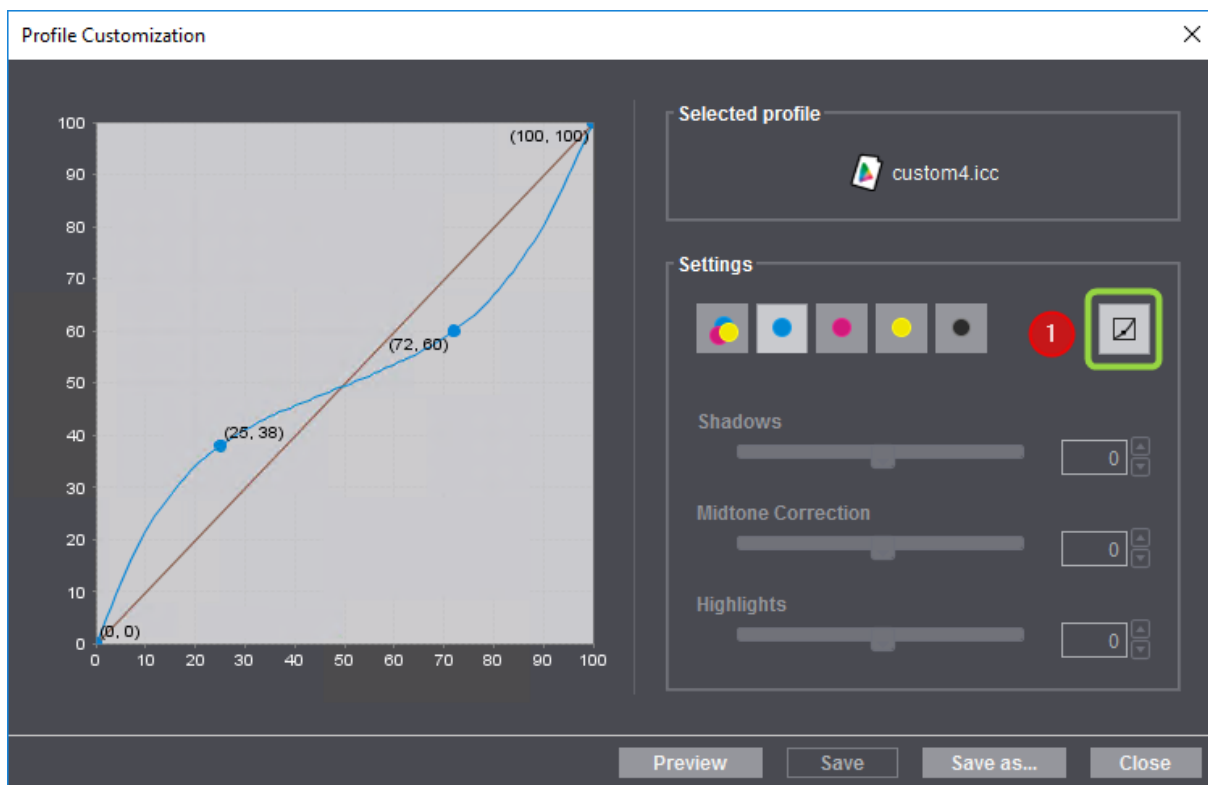 Profile Customization
100
90
80
70
60
50
40
30
20
10
0
(100, 100)
(72, 60)
(25, 38)
(0, 0)
0 10 20 30 40 50 60 70 80 90 100
Selected profile
custom4.icc
Settings
1
Shadows
0
Midtone Correction
0
Highlights
0
Preview Save Save as... Close